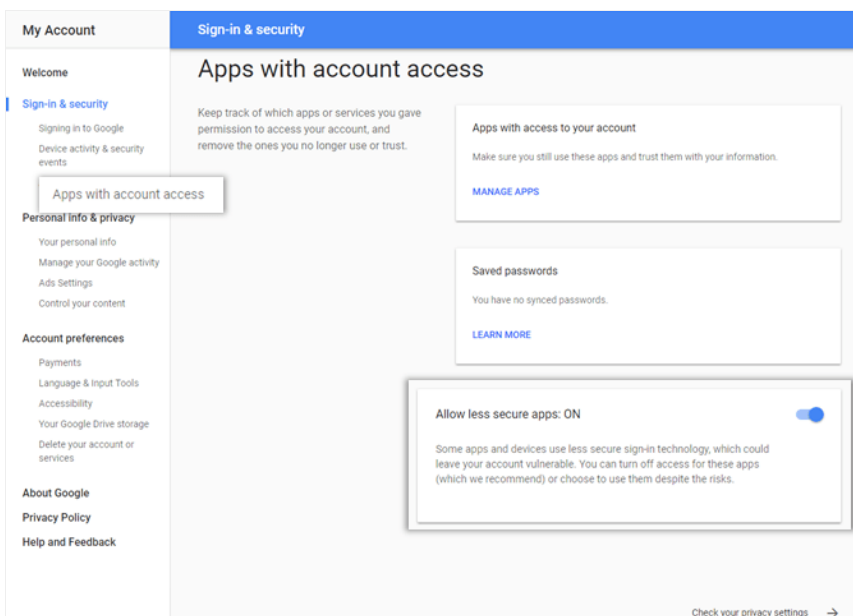 My Account
Sign-in & security
Welcome
Sign-in & security
Signing in to Google
Device activity & security
events
Apps with account access
Personal info & privacy
Your personal info
Manage your Google activity
Ads Settings
Control your content
Account preferences
Payments
Language & Input Tools
Accessibility
Your Google Drive storage
Delete your account or
services
About Google
Privacy Policy
Help and Feedback
Apps with account access
Keep track of which apps or services you gave
permission to access your account, and
remove the ones you no longer use or trust.
Apps with access to your account
Make sure you still use these apps and trust them with your information.
MANAGE APPS
Saved passwords
You have no synced passwords.
LEARN MORE
Allow less secure apps: ON
Some apps and devices use less secure sign-in technology, which could
leave your account vulnerable. You can turn off access for these apps
(which we recommend) or choose to use them despite the risks.
Check your privacy settings